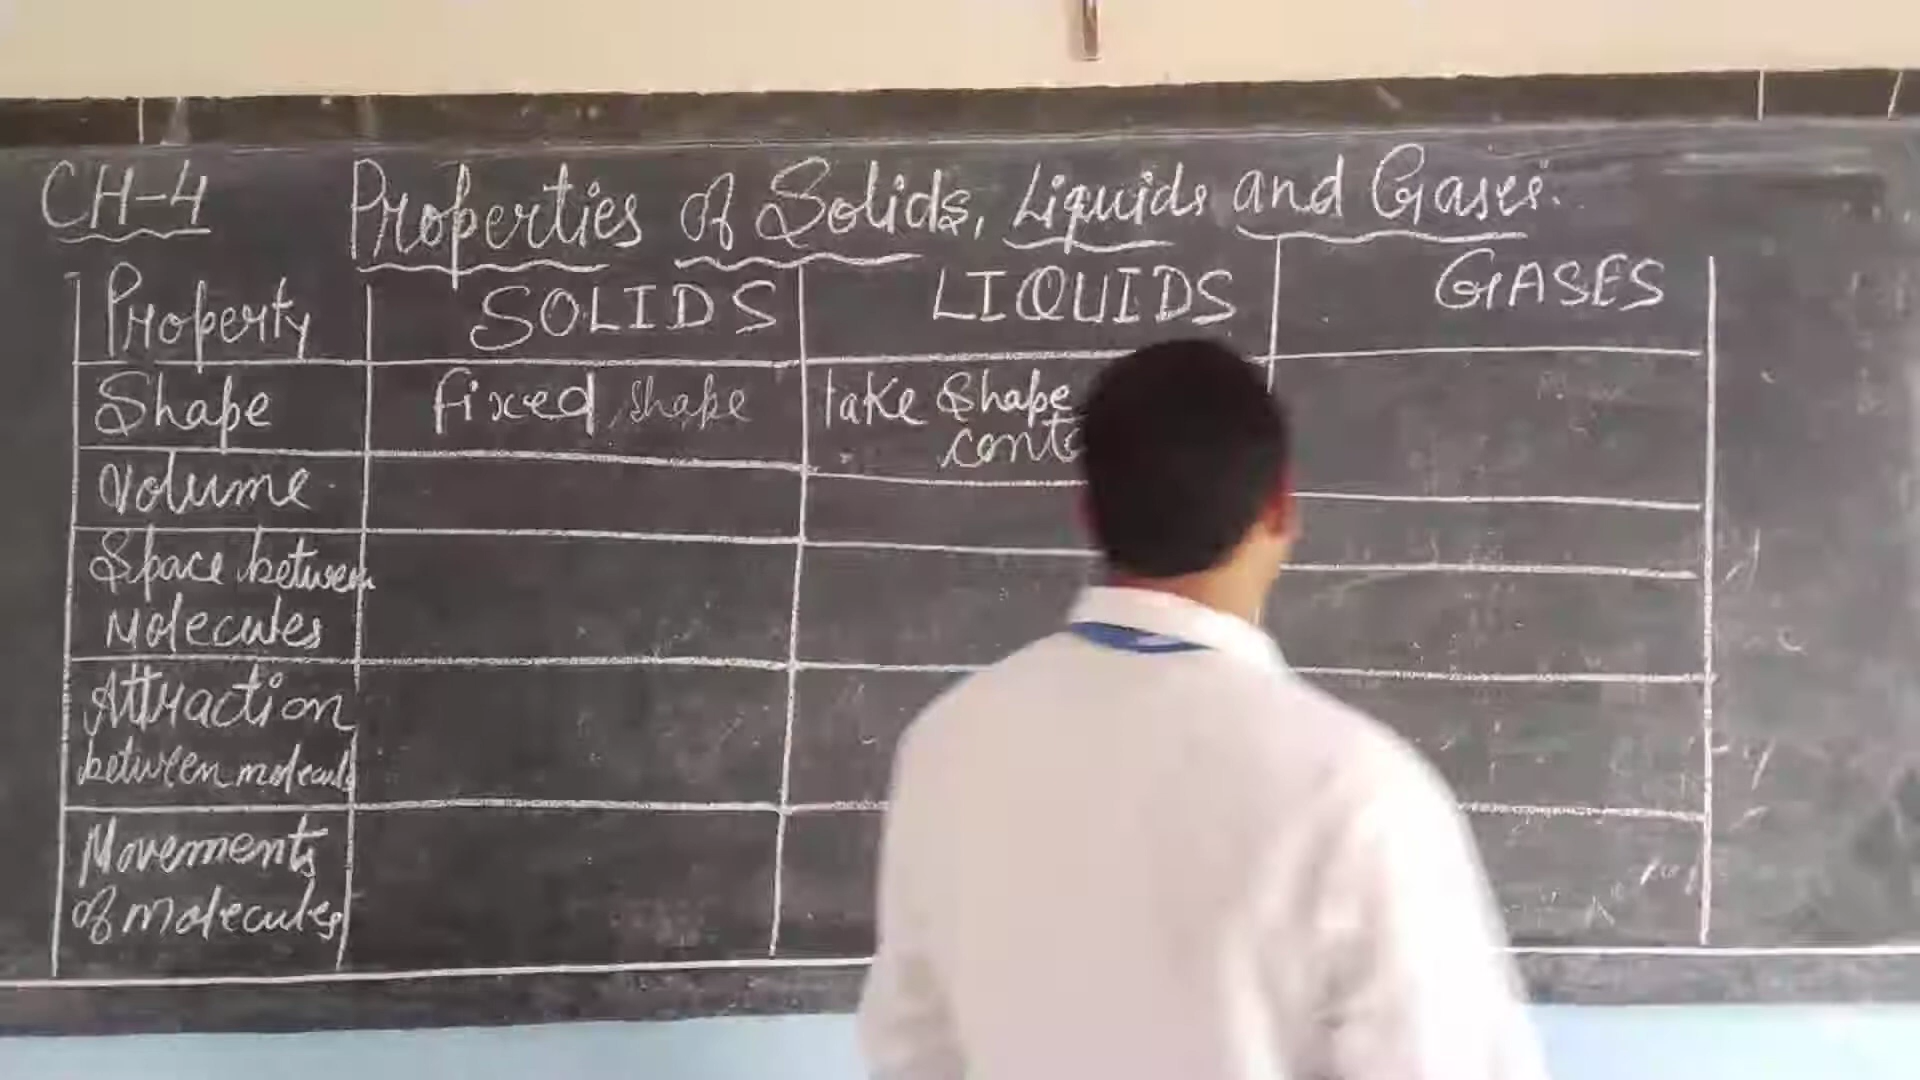 CH-4 Properties of Solids, Liquids and Gases.
Property SOLIDS LIQUIDS GASES
Shape fixed shape take Shape
Volume
Space between
Molecules
Attraction
between molecule
Movements
of molecules